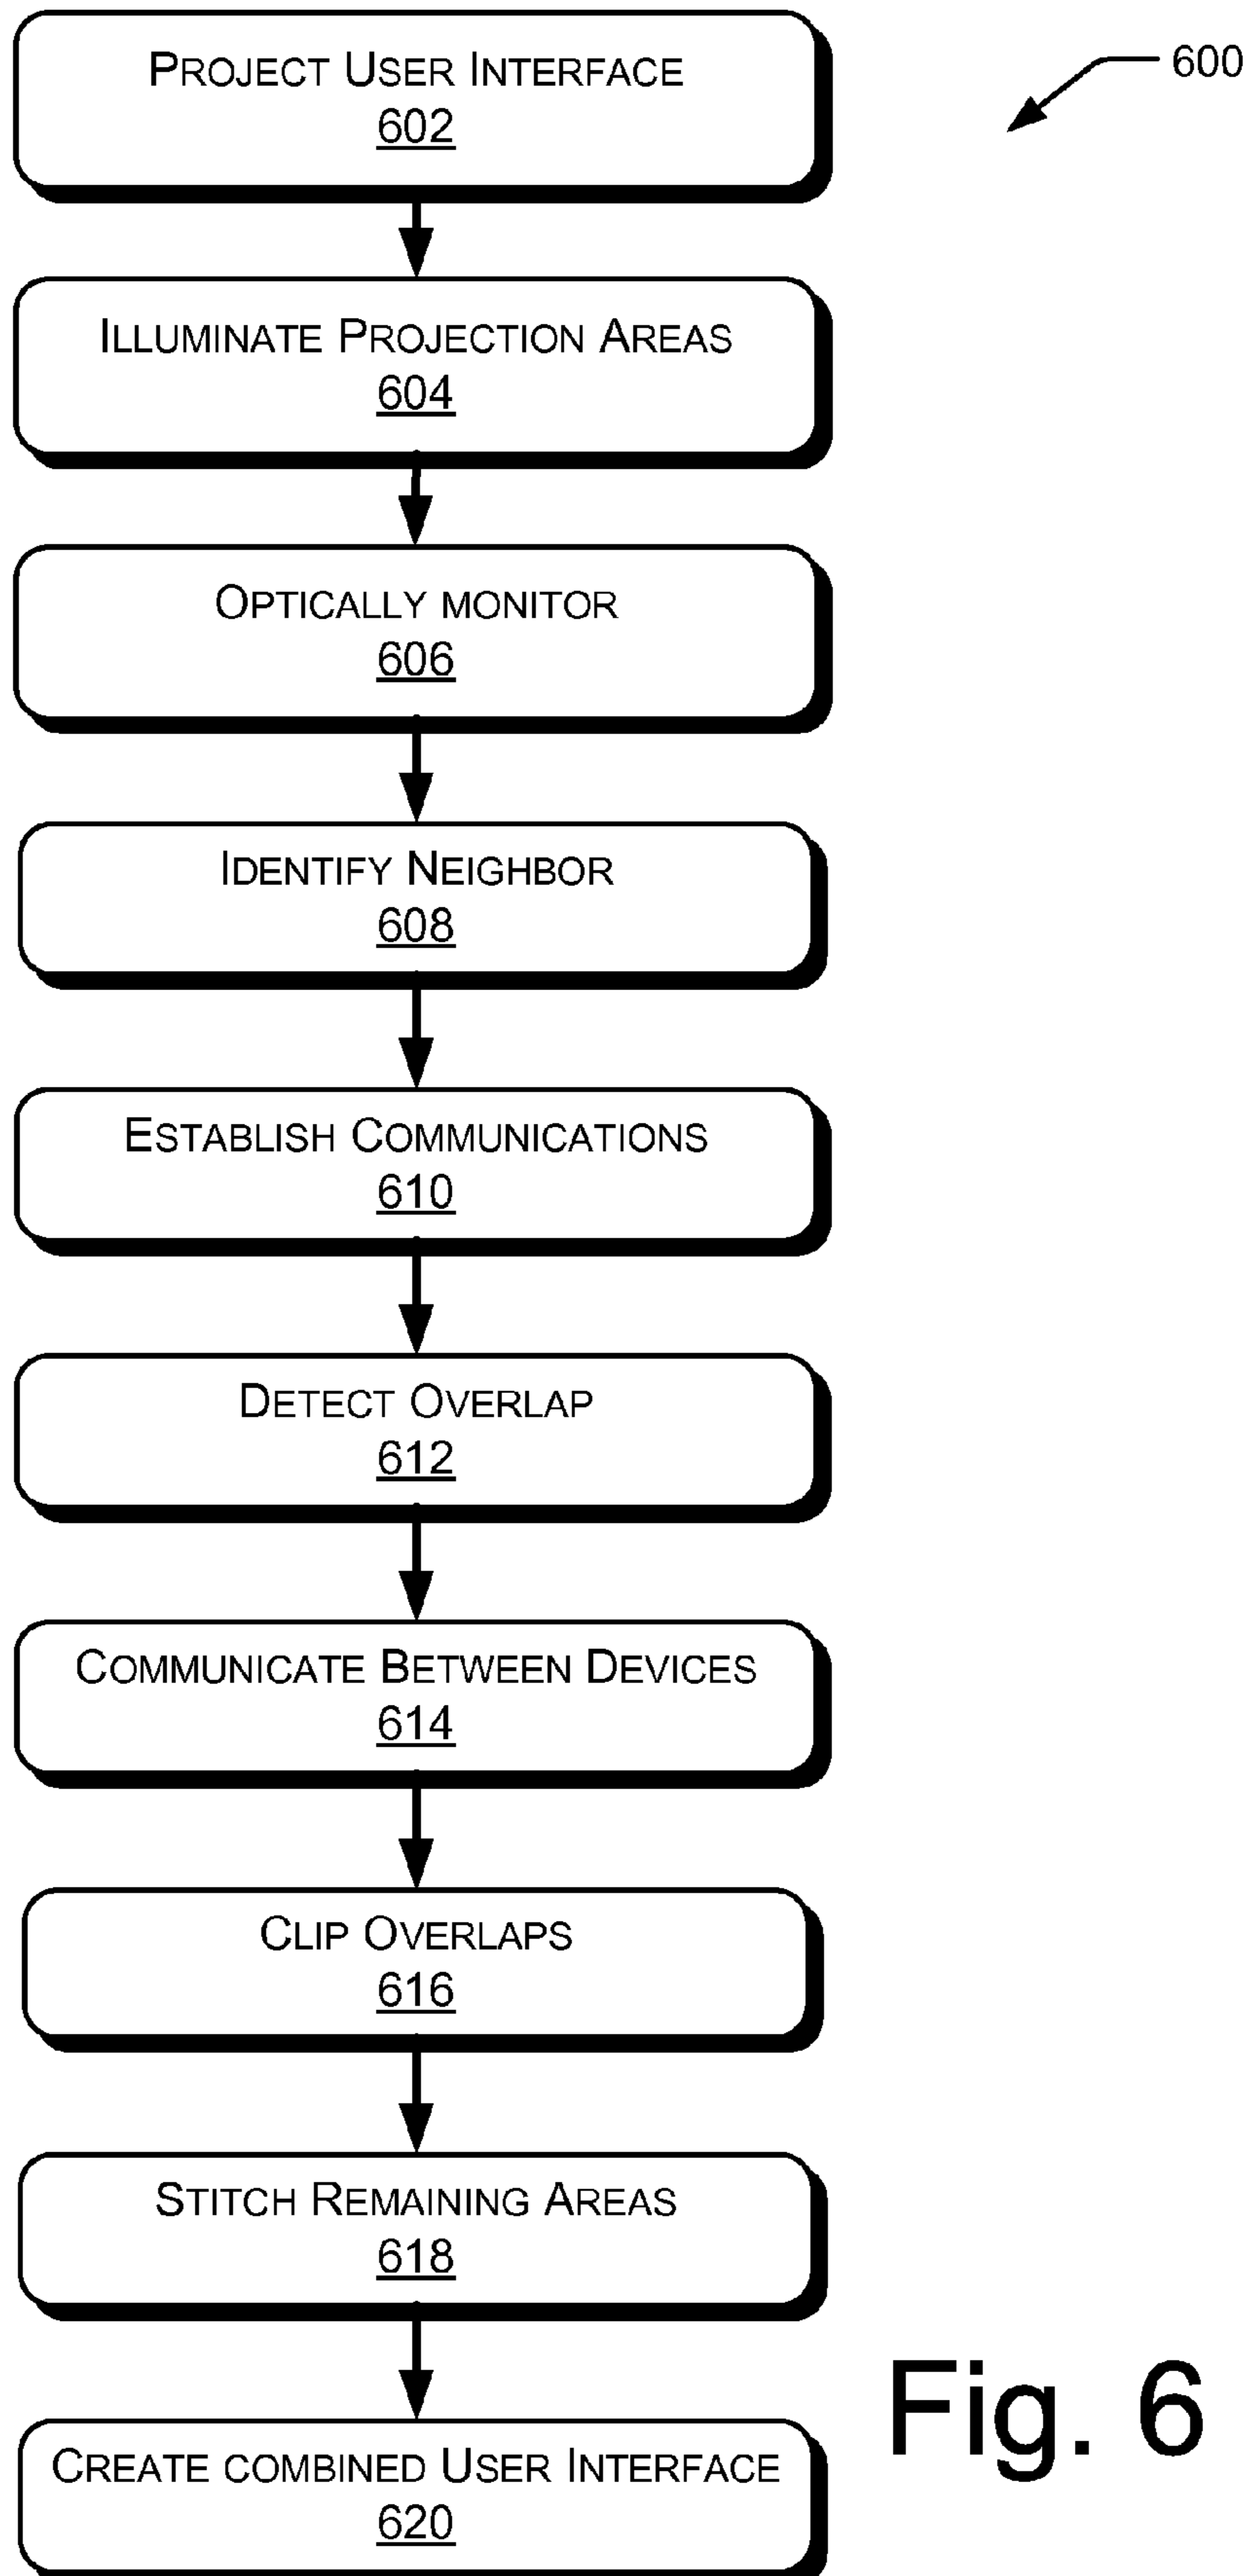 PROJECT USER INTERFACE
602
600
ILLUMINATE PROJECTION AREAS
604
OPTICALLY MONITOR
606
IDENTIFY NEIGHBOR
608
ESTABLISH COMMUNICATIONS
610
DETECT OVERLAP
612
COMMUNICATE BETWEEN DEVICES
614
CLIP OVERLAPS
616
STITCH REMAINING AREAS
618
CREATE COMBINED USER INTERFACE
620
Fig. 6